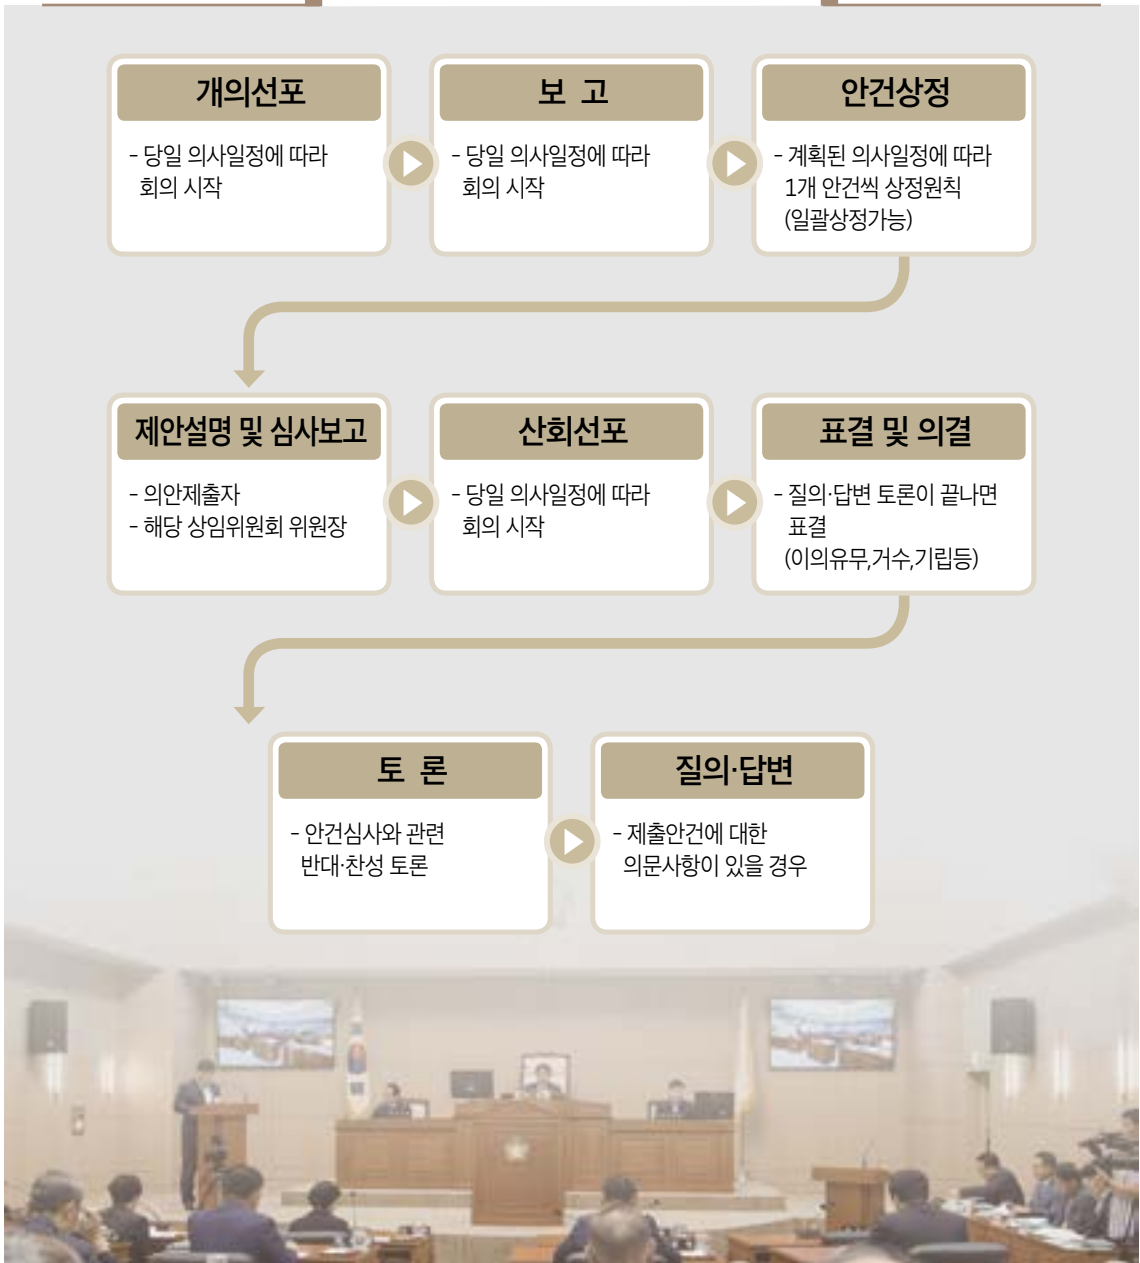 개의선포
- 당일 의사일정에 따라
회의 시작
보 고
- 당일 의사일정에 따라
회의 시작
안건상정
- 계획된 의사일정에 따라
1개 안건씩 상정원칙
(일괄상정가능)
제안설명 및 심사보고
- 의안제출자
- 해당 상임위원회 위원장
산회선포
- 당일 의사일정에 따라
회의 시작
표결 및 의결
- 질의·답변 토론이 끝나면
표결
(이의유무,거수,기립등)
토 론
- 안건심사와 관련
반대·찬성 토론
질의·답변
- 제출안건에 대한
의문사항이 있을 경우